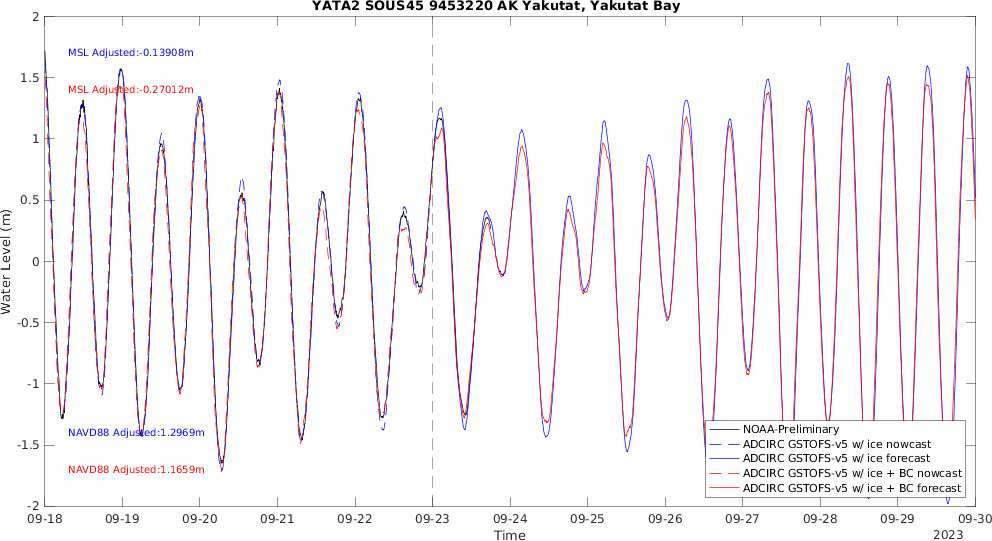 YATA2 SOUS45 9453220 AK Yakutat, Yakutat Bay
2
1.5
1
0.5
0
-0.5
-1
-1.5
-2
Water Level (m)
MSL Adjusted:-0.13908m
MSL Adjusted:-0.27012m
NAVD88 Adjusted:1.2969m
NAVD88 Adjusted:1.1659m
NOAA-Preliminary
ADCIRC GSTOFS-v5 w/ ice nowcast
ADCIRC GSTOFS-v5 w/ ice forecast
ADCIRC GSTOFS-v5 w/ ice + BC nowcast
ADCIRC GSTOFS-v5 w/ ice + BC forecast
09-18 09-19 09-20 09-21 09-22 09-23 09-24 09-25 09-26 09-27 09-28 09-29 09-30
Time
2023